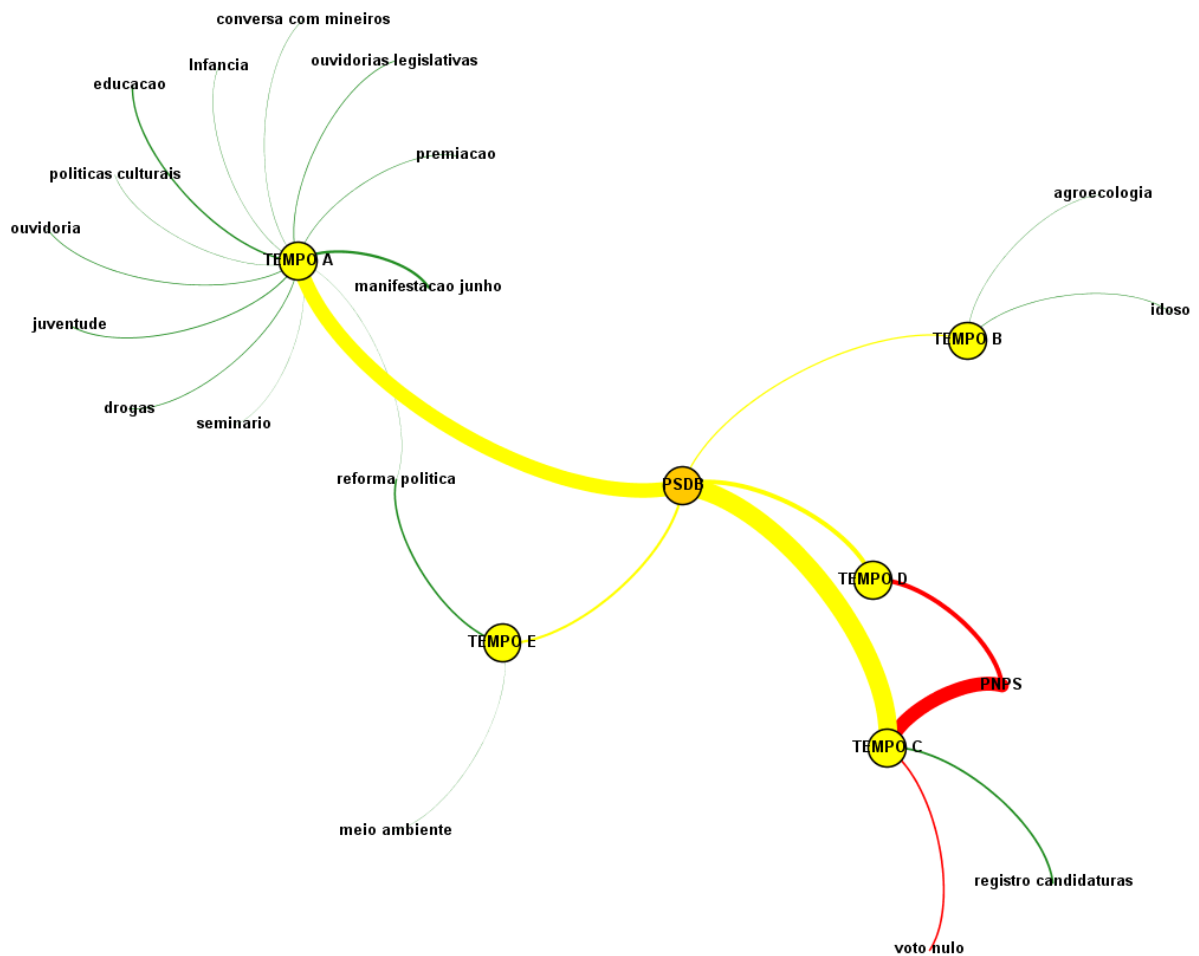 conversa com mineiros
Infancia
ouvidorias legislativas
educacao
premiacao
politicas culturais
agroecologia
ouvidoria
TEMPO A
manifestacao junho
idoso
juventude
TEMPO B
drogas
seminario
reforma politica
PSDB
TEMPO D
TEMPO E
PNPS
TEMPO C
meio ambiente
registro candidaturas
voto nulo